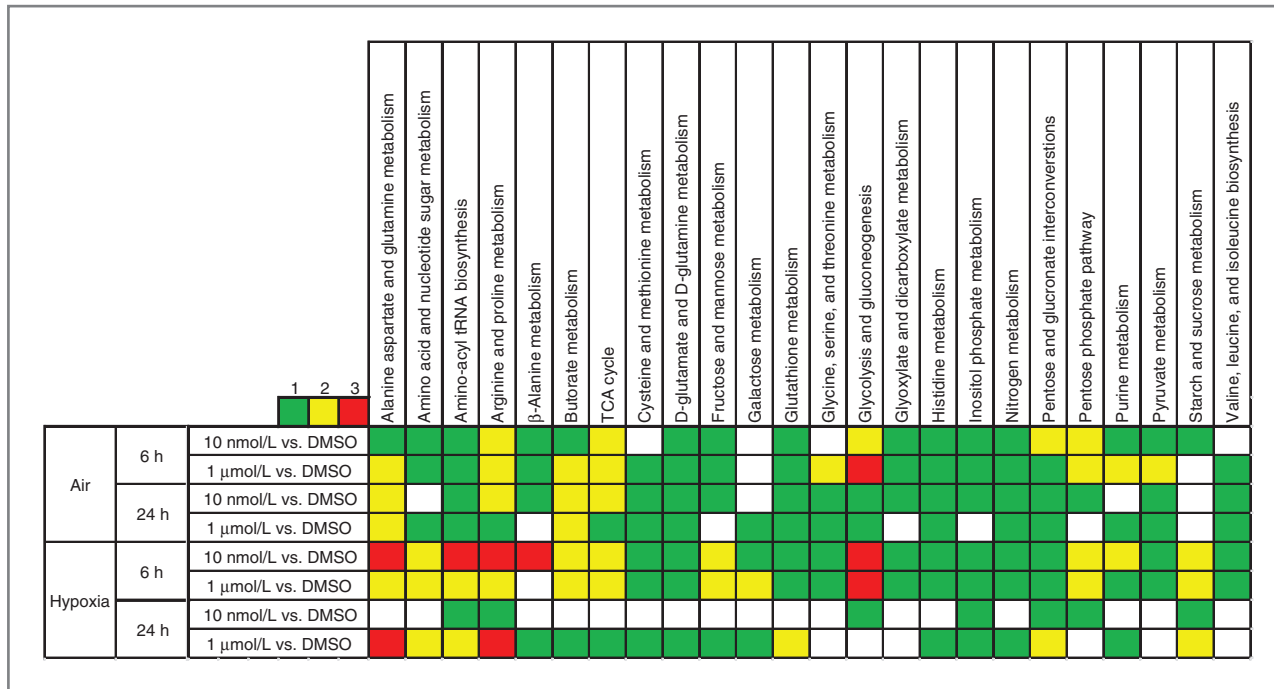 Alanine aspartate and glutamine metabolism
Amino acid and nucleotide sugar metabolism
Amino-acyl tRNA biosynthesis
Arginine and proline metabolism
β-Alanine metabolism
Butorate metabolism
TCA cycle
Cysteine and methionine metabolism
D-glutamate and D-glutamine metabolism
Fructose and mannose metabolism
Galactose metabolism
Glutathione metabolism
Glycine, serine, and threonine metabolism
Glycolysis and gluconeogenesis
Glyoxylate and dicarboxylate metabolism
Histidine metabolism
Inositol phosphate metabolism
Nitrogen metabolism
Pentose and glucronate interconverstions
Pentose phosphate pathway
Purine metabolism
Pyruvate metabolism
Starch and sucrose metabolism
Valine, leucine, and isoleucine biosynthesis
1 2 3
Air
6 h
10 nmol/L vs. DMSO
1 μmol/L vs. DMSO
24 h
10 nmol/L vs. DMSO
1 μmol/L vs. DMSO
Hypoxia
6 h
10 nmol/L vs. DMSO
1 μmol/L vs. DMSO
24 h
10 nmol/L vs. DMSO
1 μmol/L vs. DMSO